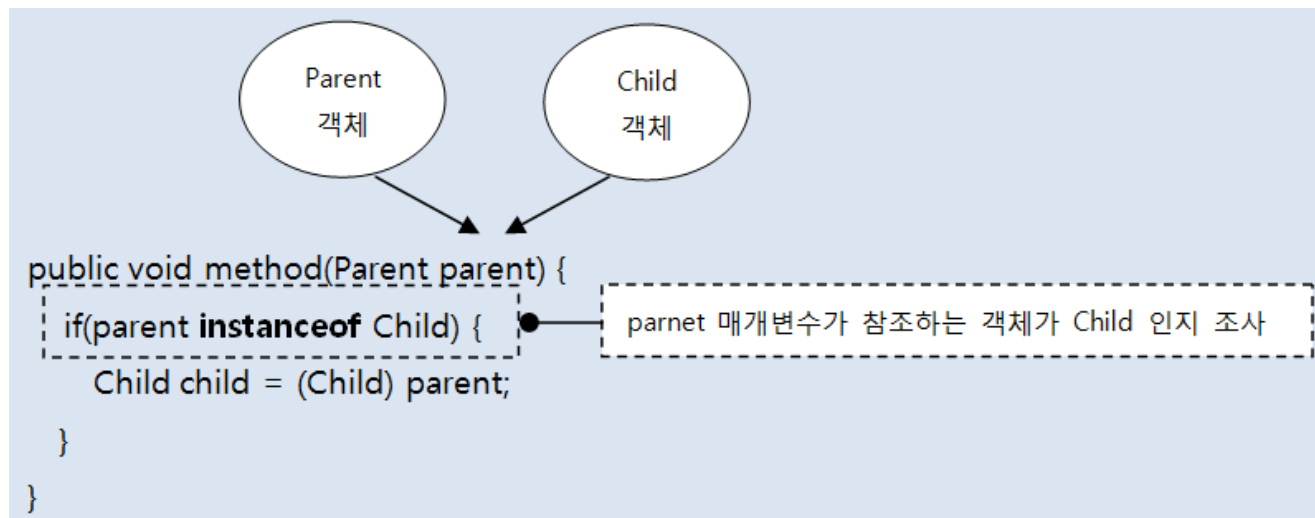 Parent
객체
Child
객체
public void method(Parent parent) {
if(parent instanceof Child) {
parnet 매개변수가 참조하는 객체가 Child 인지 조사
Child child = (Child) parent;
}
}